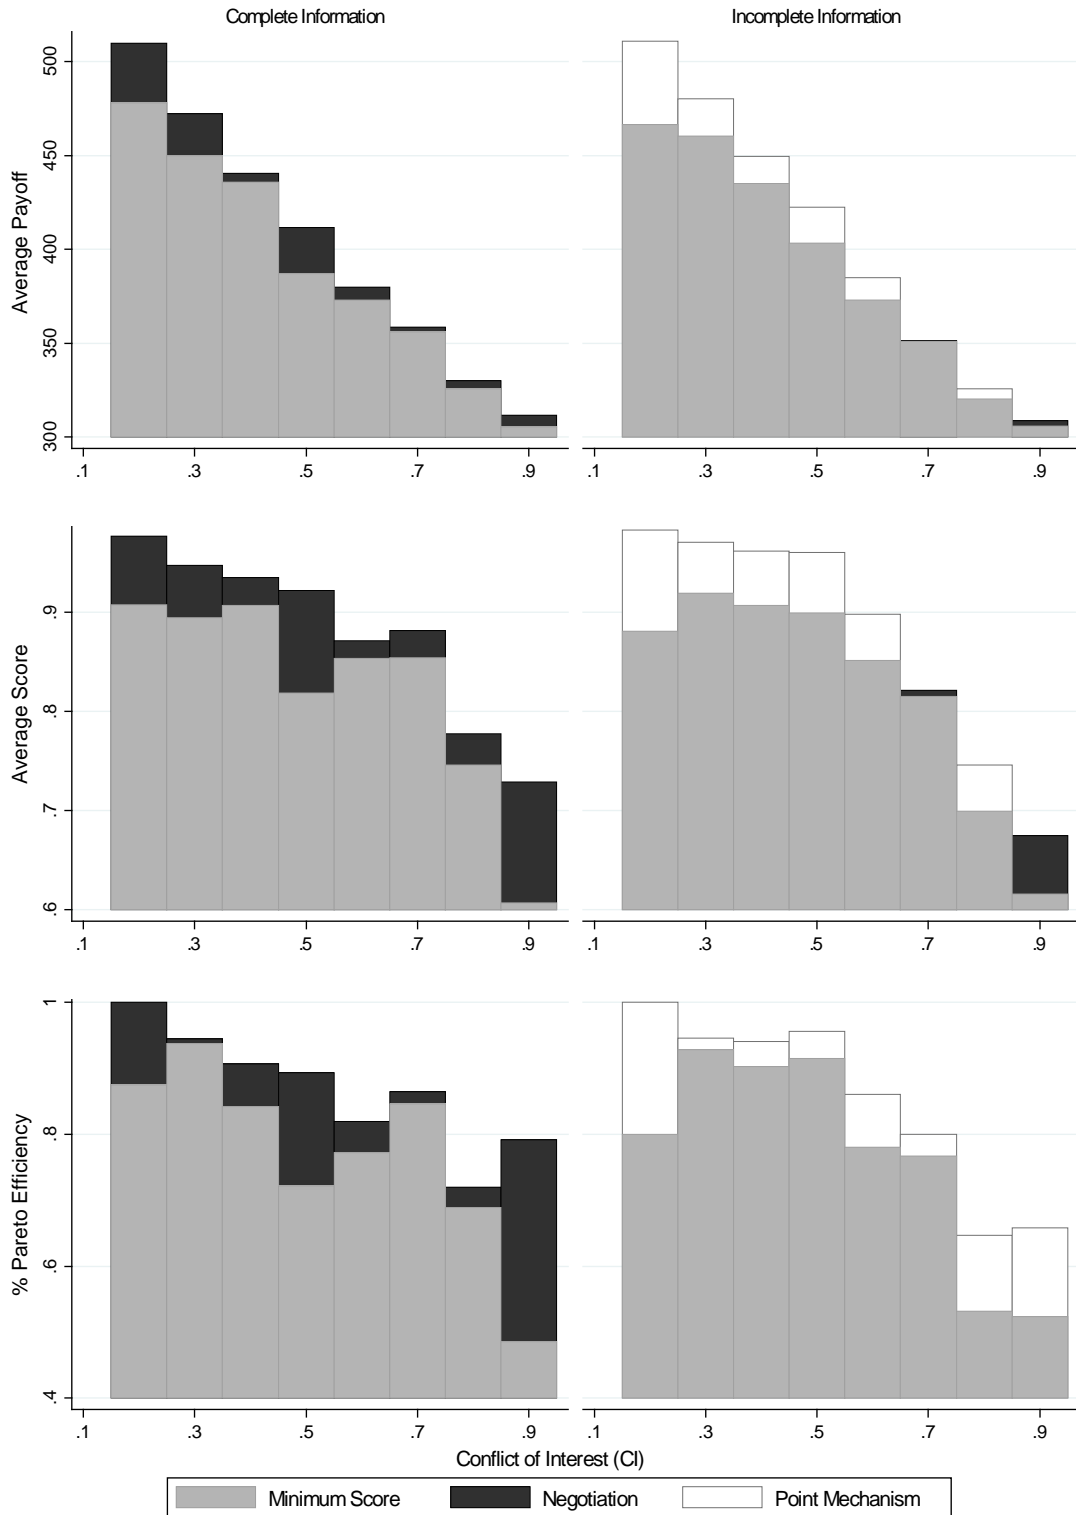 Complete Information
Incomplete Information
Average Payoff
500
450
400
350
300
.1 .3 .5 .7 .9
.1 .3 .5 .7 .9
Average Score
.9
.8
.7
.6
.1 .3 .5 .7 .9
.1 .3 .5 .7 .9
% Pareto Efficiency
1
.8
.6
.4
.1 .3 .5 .7 .9
.1 .3 .5 .7 .9
Conflict of Interest (CI)
Minimum Score Negotiation Point Mechanism